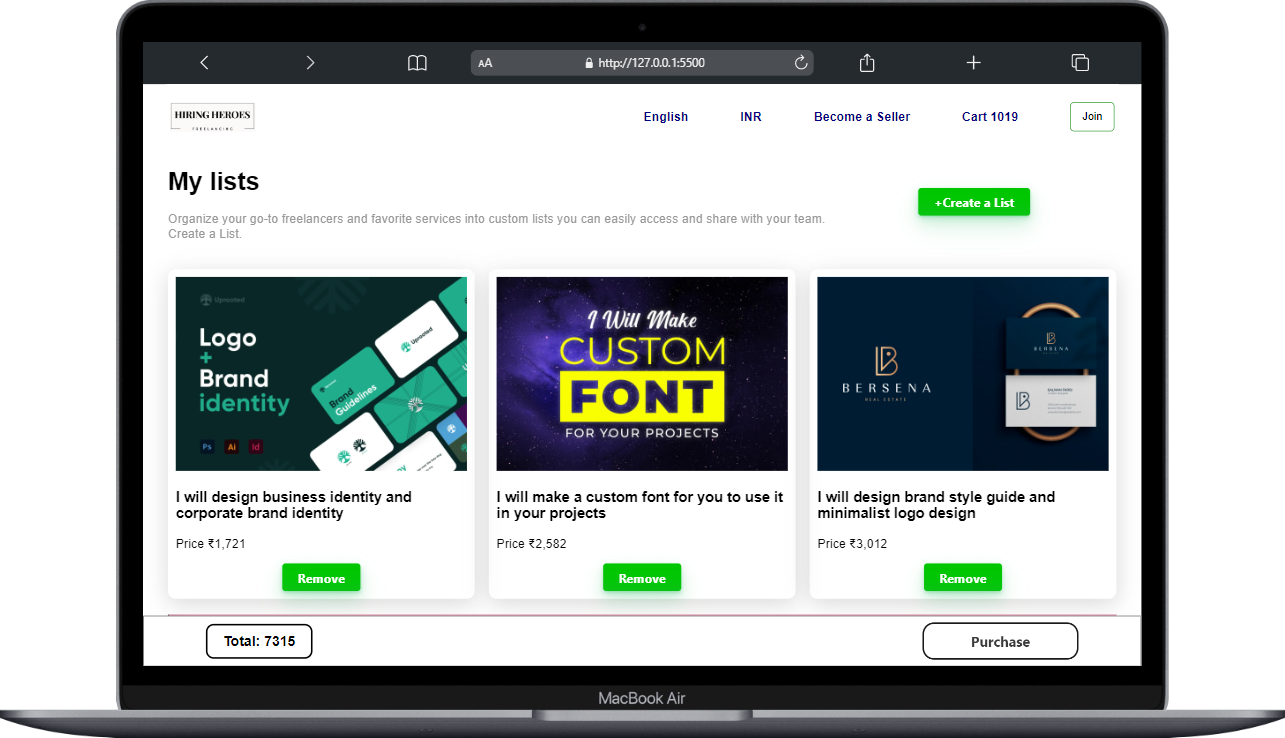 AA
http://127.0.0.1:5500
HIRING HEROES
FREELANCING
English
INR
Become a Seller
Cart 1019
Join
My lists
Organize your go-to freelancers and favorite services into custom lists you can easily access and share with your team.
Create a List.
+Create a List
Uprooted
Logo
+
Brand
identity
Ps
Ai
Id
Brand
Guidelines
Uprooted
I Will Make
CUSTOM
FONT
FOR YOUR PROJECTS
BERSENA
REAL ESTATE
BERSENA
I will design business identity and
corporate brand identity
Price ₹1,721
Remove
I will make a custom font for you to use it
in your projects
Price ₹2,582
Remove
I will design brand style guide and
minimalist logo design
Price ₹3,012
Remove
Total: 7315
Purchase
MacBook Air